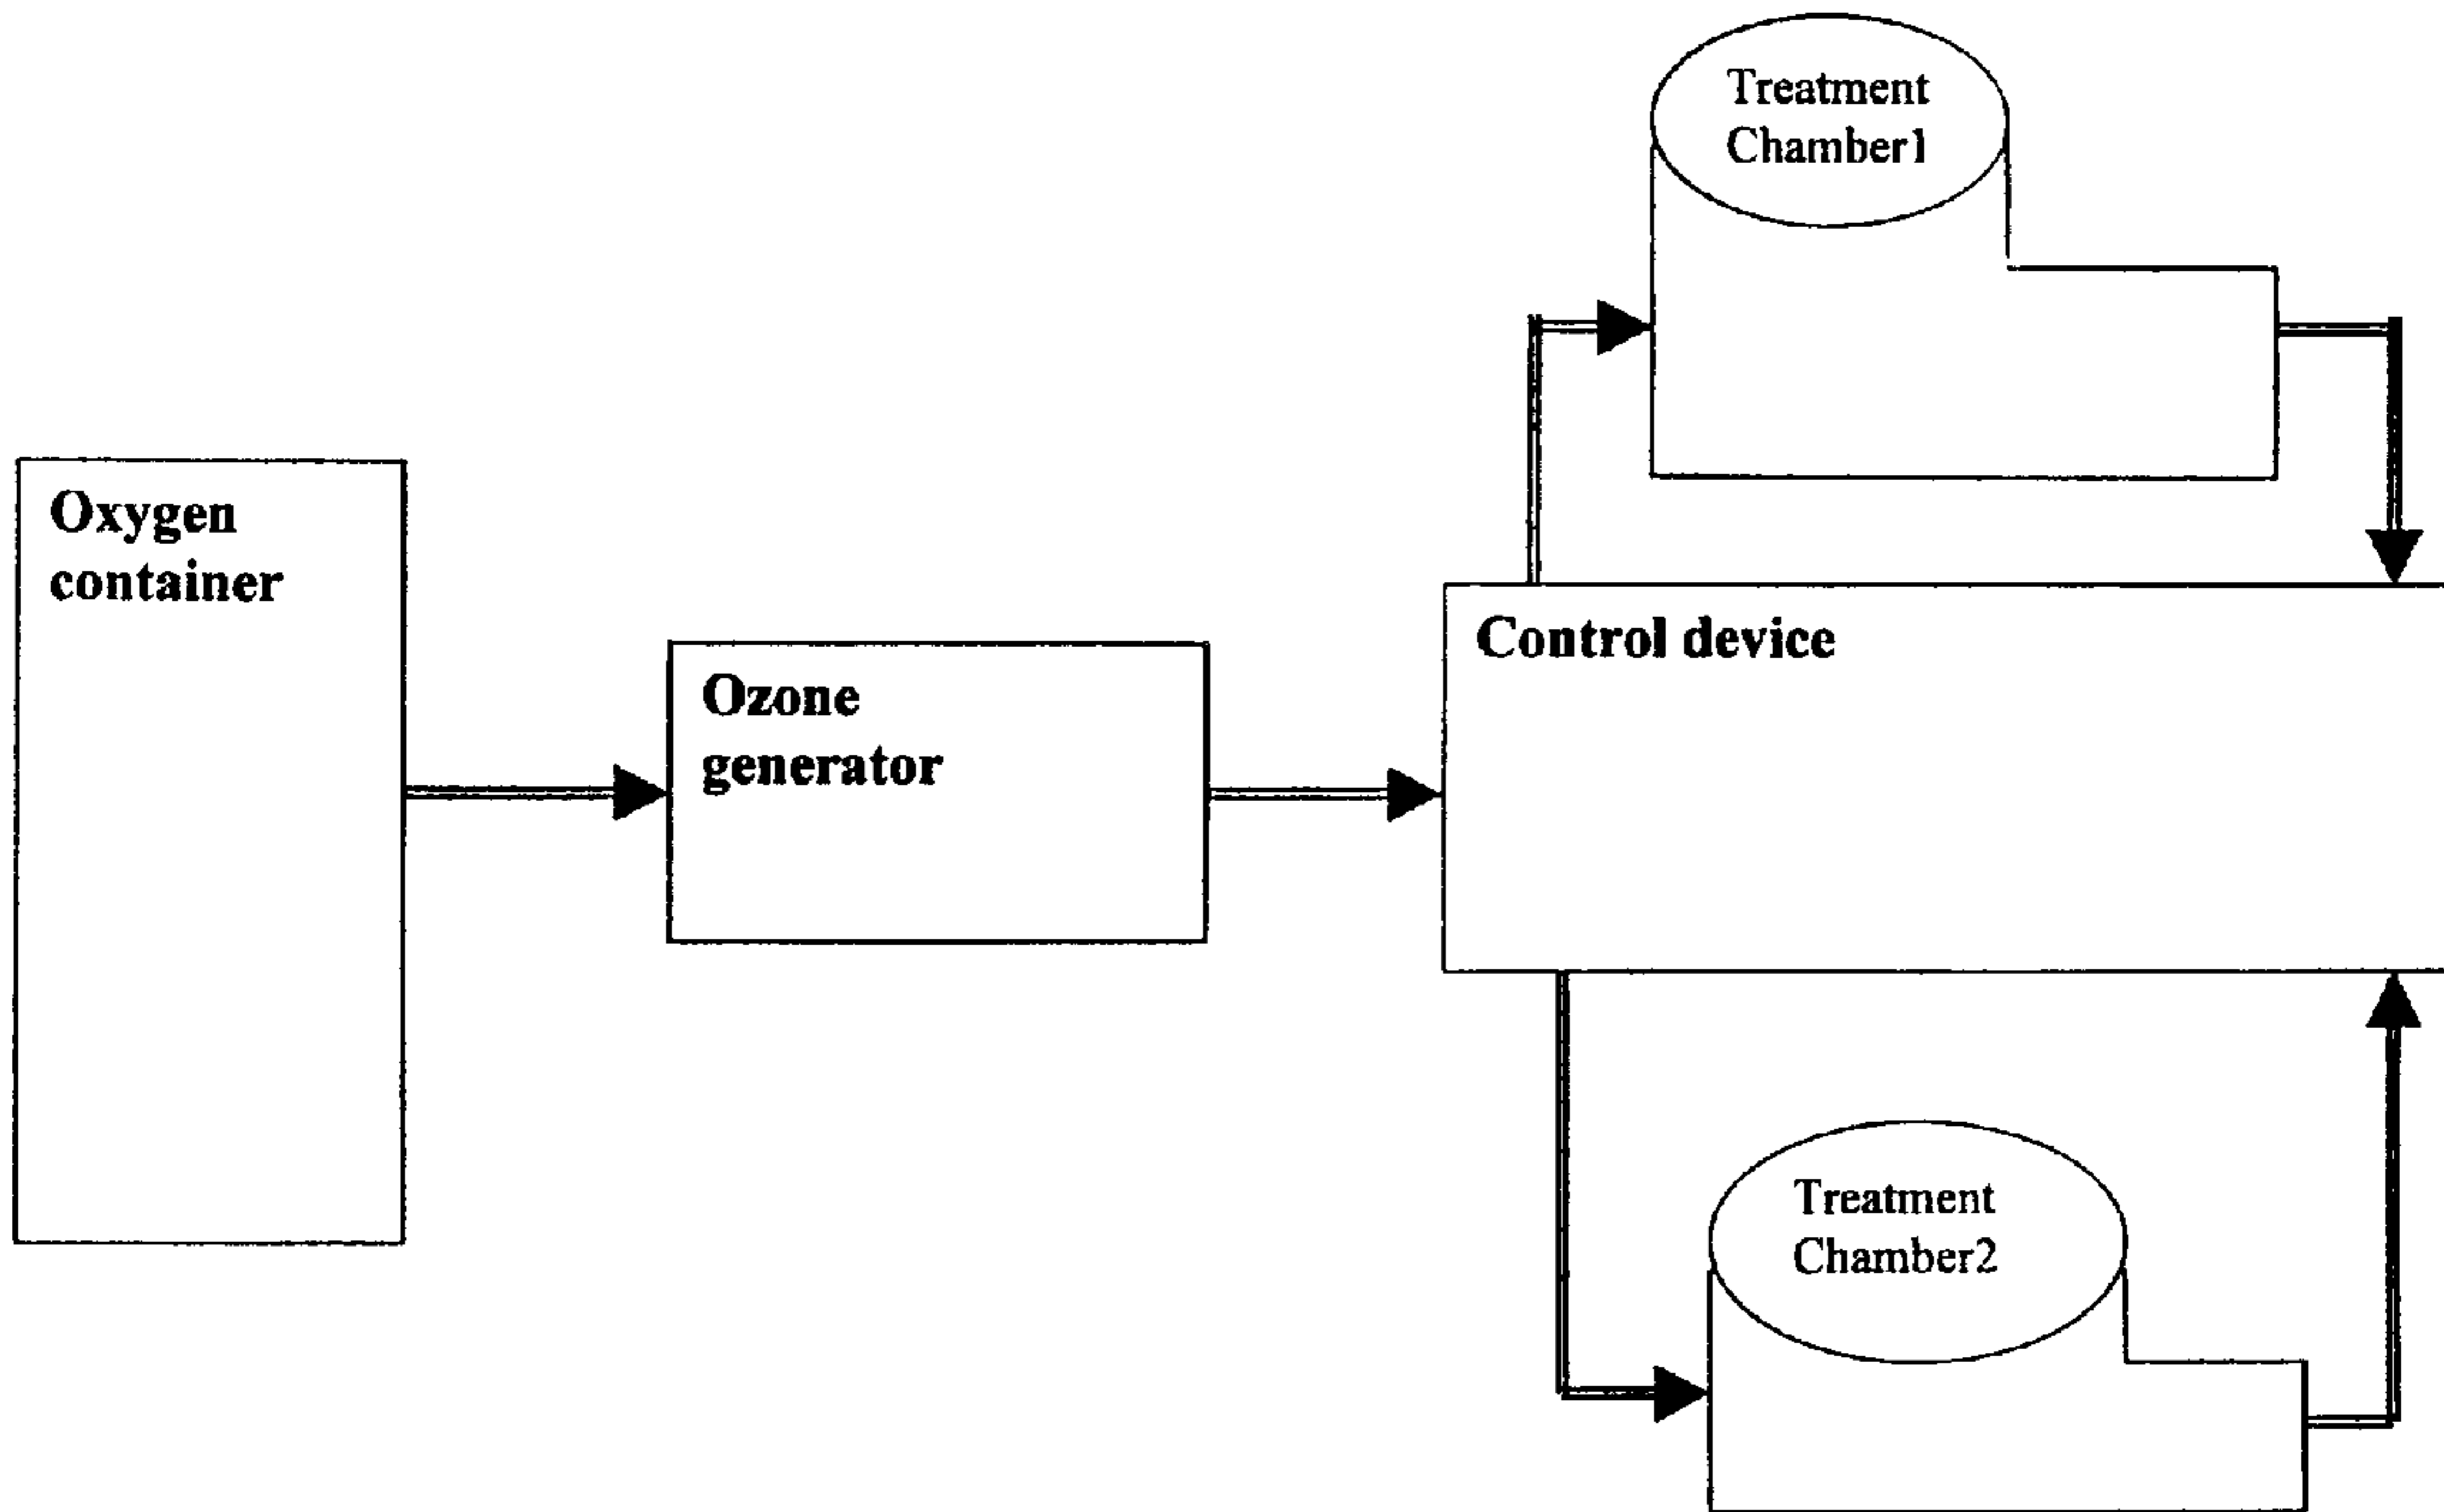 Treatment
Chamber1
Oxygen
container
Control device
Ozone
generator
Treatment
Chamber2